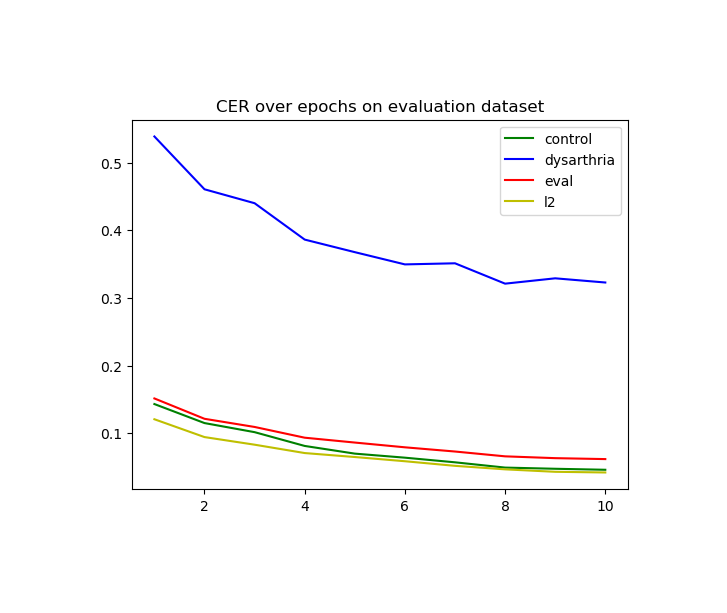 CER over epochs on evaluation dataset
control
dysarthria
eval
l2
0.5
0.4
0.3
0.2
0.1
2 4 6 8 10